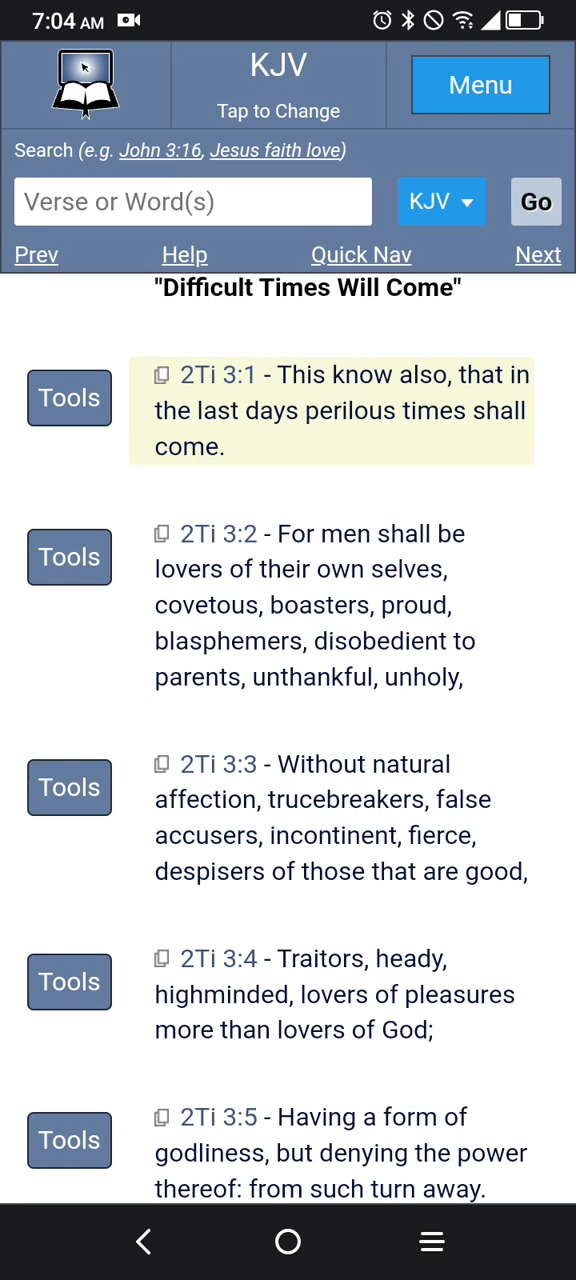 7:04 AM
KJV
Tap to Change
Menu
Search (e.g. John 3:16, Jesus faith love)
Verse or Word(s)
KJV
Go
Prev
Help
Quick Nav
Next
"Difficult Times Will Come"
Tools
2Ti 3:1 - This know also, that in
the last days perilous times shall
come.
Tools
2Ti 3:2 - For men shall be
lovers of their own selves,
covetous, boasters, proud,
blasphemers, disobedient to
parents, unthankful, unholy,
Tools
2Ti 3:3 - Without natural
affection, trucebreakers, false
accusers, incontinent, fierce,
despisers of those that are good,
Tools
2Ti 3:4 - Traitors, heady,
highminded, lovers of pleasures
more than lovers of God;
Tools
2Ti 3:5 - Having a form of
godliness, but denying the power
thereof: from such turn away.